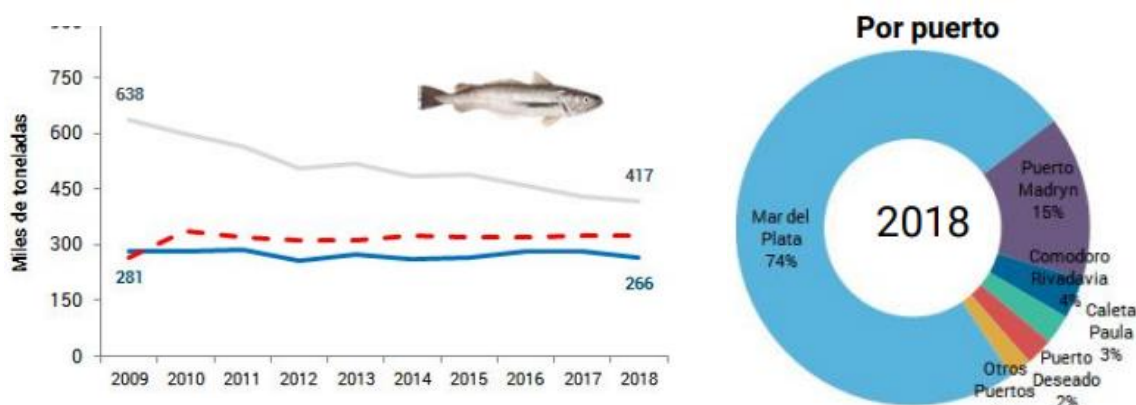 Por puerto
Miles de toneladas
750
600
450
300
150
0
638
417
281
266
2009 2010 2011 2012 2013 2014 2015 2016 2017 2018
Mar del
Plata
74%
2018
Puerto
Madryn
15%
Comodoro
Rivadavia
4%
Caleta
Paula
3%
Puerto
Deseado
2%
Otros
Puertos